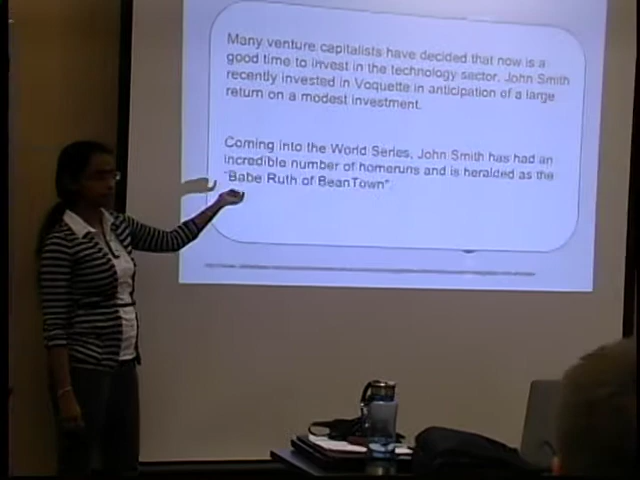 Many venture capitalists have decided that now is a
good time to invest in the technology sector. John Smith
recently invested in Voquette in anticipation of a large
return on a modest investment.
Coming into the World Series, John Smith has had an
incredible number of homeruns and is heralded as the
"Babe Ruth of BeanTown".